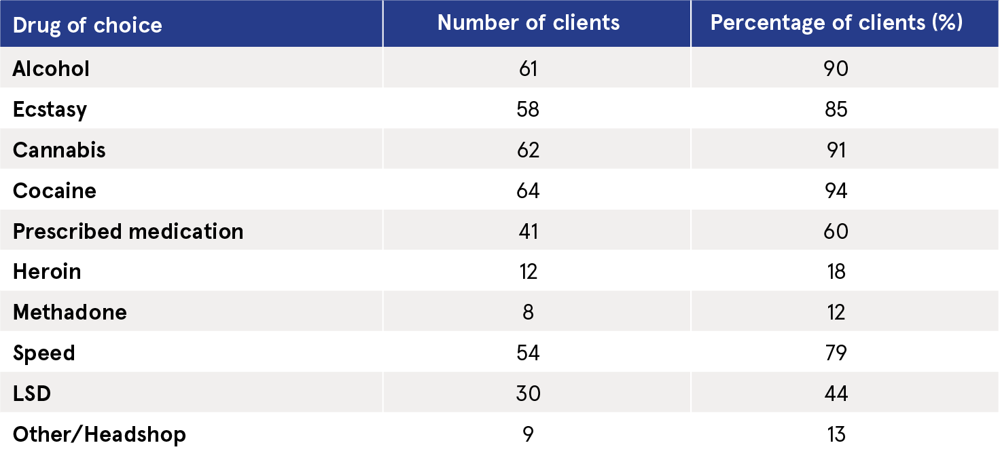 Drug of choice Number of clients Percentage of clients (%)
Alcohol 61 90
Ecstasy 58 85
Cannabis 62 91
Cocaine 64 94
Prescribed medication 41 60
Heroin 12 18
Methadone 8 12
Speed 54 79
LSD 30 44
Other/Headshop 9 13